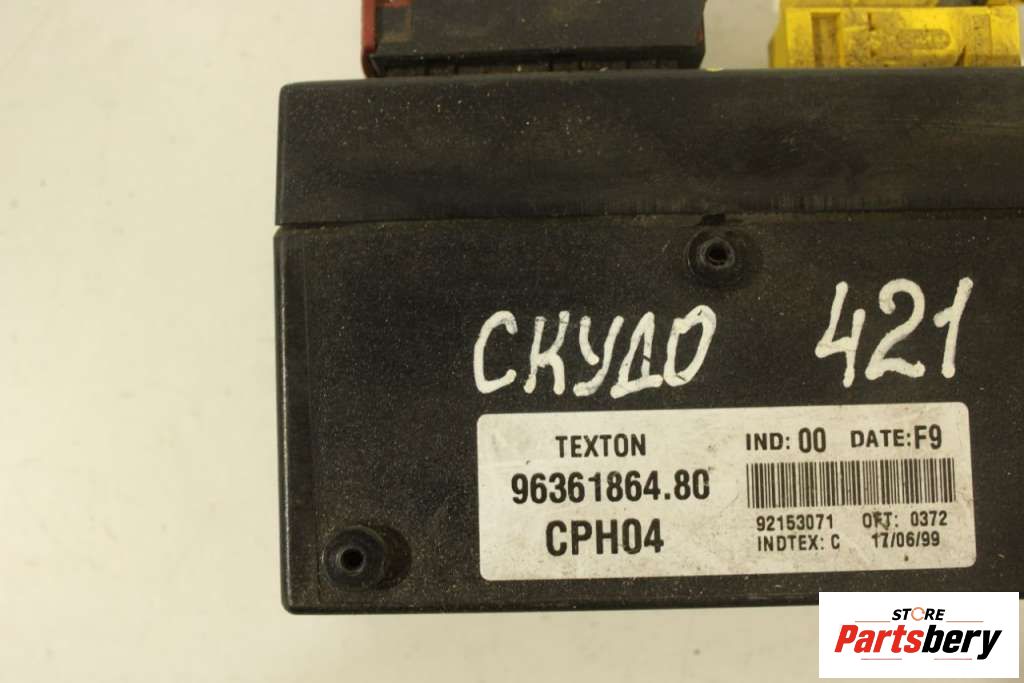 СКУДО 421
TEXTON
96361864.80
CPH04
IND: 00 DATE: F9
92153071 OFT: 0372
INDTEX: C 17/06/99
STORE
Partsbery